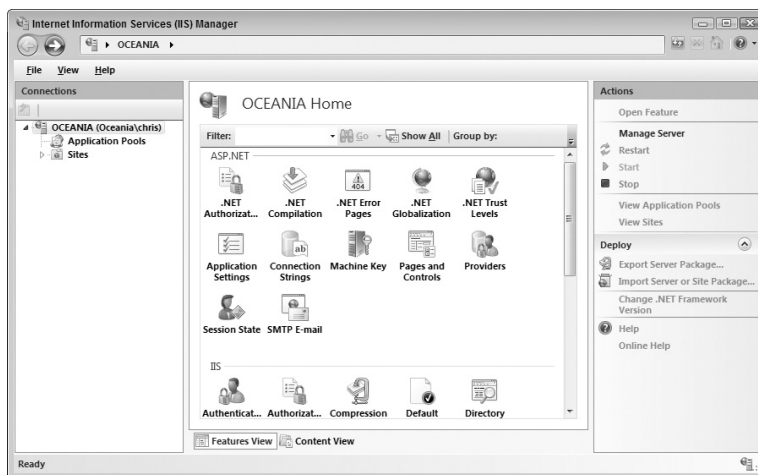 Internet Information Services (IIS) Manager
OCEANIA
File View Help
Connections
OCEANIA (Oceania\chris)
Application Pools
Sites
OCEANIA Home
Filter: Go Show All Group by:
ASP.NET
.NET Authorizat...
.NET Compilation
404
.NET Error Pages
.NET Globalization
.NET Trust Levels
Application Settings
ab
Connection Strings
Machine Key
Pages and Controls
Providers
Session State
SMTP E-mail
IIS
Authenticat...
Authorizat...
Compression
Default
Directory
Features View
Content View
Actions
Open Feature
Manage Server
Restart
Start
Stop
View Application Pools
View Sites
Deploy
Export Server Package...
Import Server or Site Package...
Change .NET Framework
Version
Help
Online Help
Ready